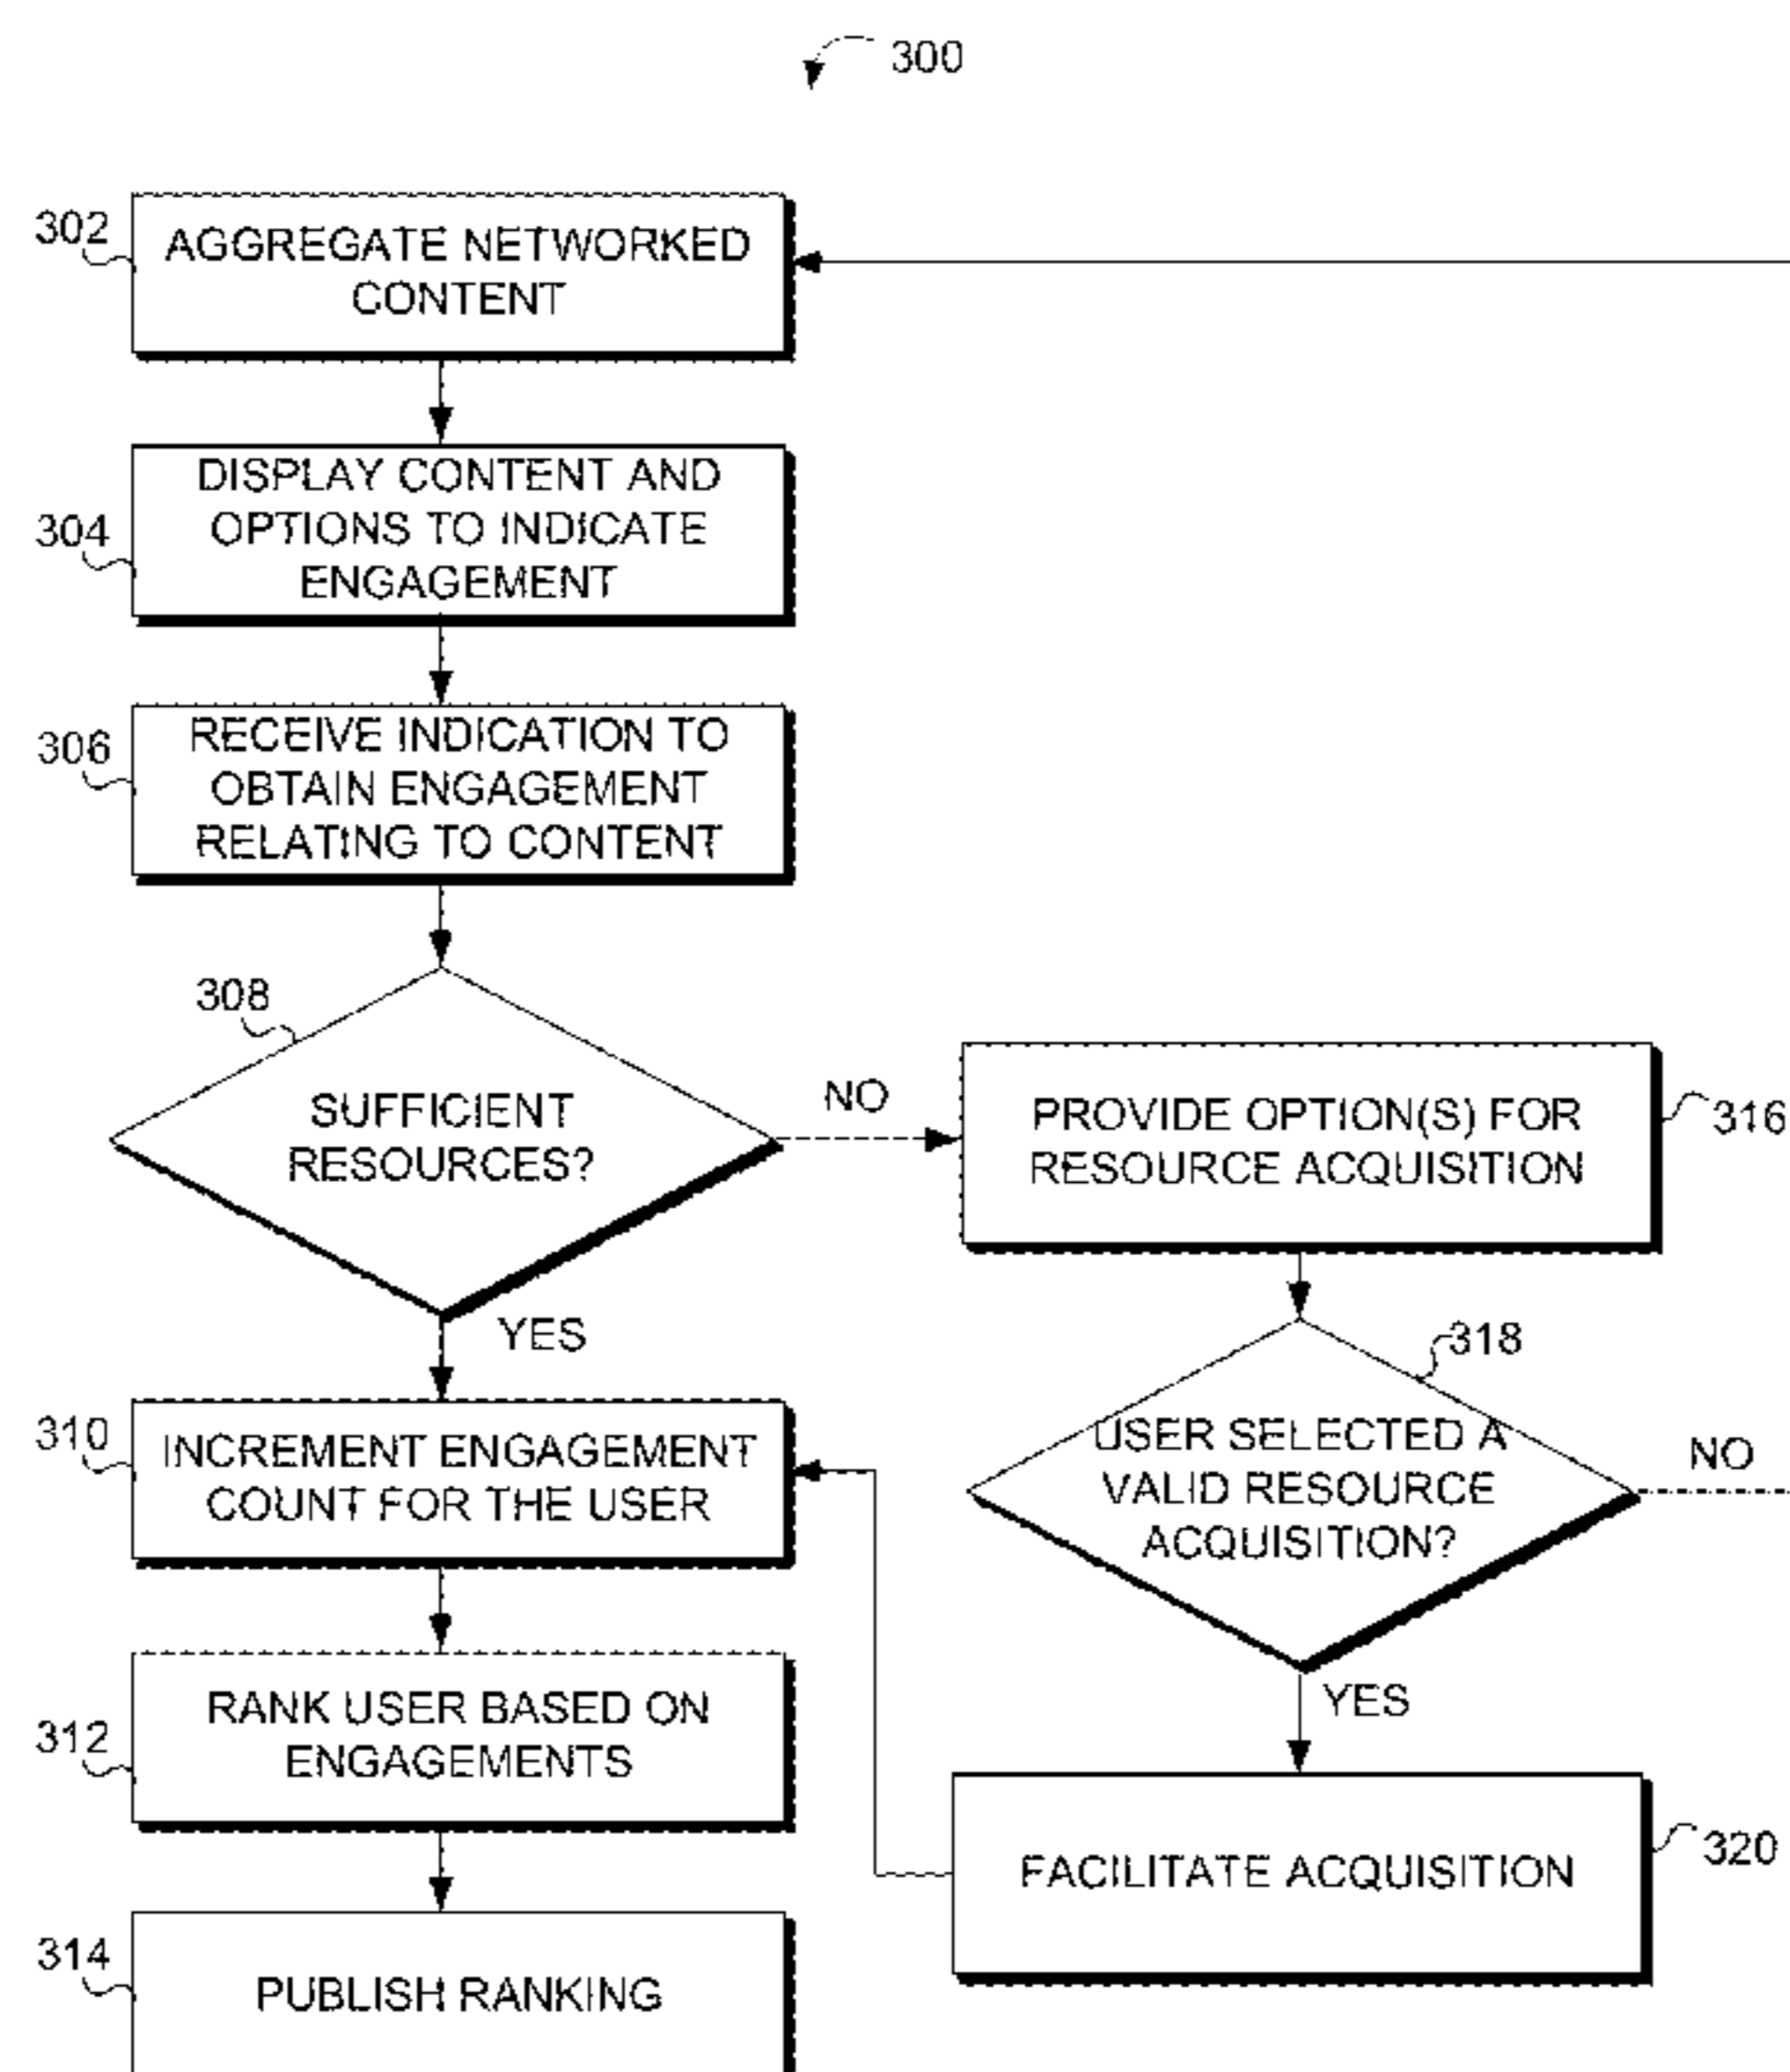 300
302
AGGREGATE NETWORKED
CONTENT
304
DISPLAY CONTENT AND
OPTIONS TO INDICATE
ENGAGEMENT
306
RECEIVE INDICATION TO
OBTAIN ENGAGEMENT
RELATING TO CONTENT
308
SUFFICIENT
RESOURCES?
NO
YES
316
PROVIDE OPTION(S) FOR
RESOURCE ACQUISITION
318
USER SELECTED A
VALID RESOURCE
ACQUISITION?
NO
YES
310
INCREMENT ENGAGEMENT
COUNT FOR THE USER
312
RANK USER BASED ON
ENGAGEMENTS
320
FACILITATE ACQUISITION
314
PUBLISH RANKING